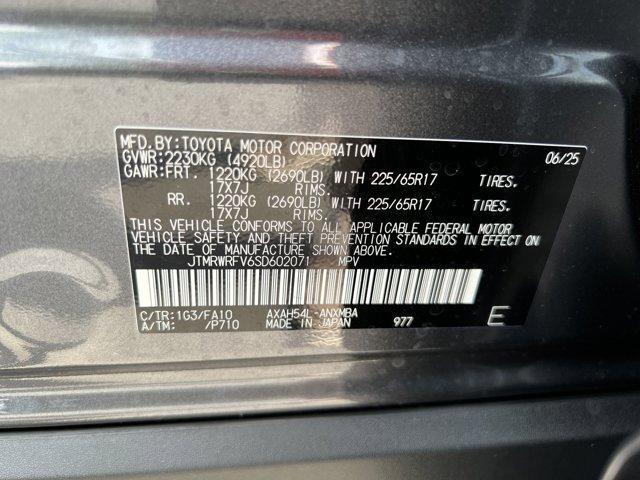 MFD.BY:TOYOTA MOTOR CORPORATION 06/25
GVWR:2230KG (4920LB)
GAWR:FRT. 1220KG (2690LB) WITH 225/65R17 TIRES.
17X7J RIMS.
RR. 1220KG (2690LB) WITH 225/65R17 TIRES.
17X7J RIMS.
THIS VEHICLE CONFORMS TO ALL APPLICABLE FEDERAL MOTOR
VEHICLE SAFETY AND THEFT PREVENTION STANDARDS IN EFFECT ON
THE DATE OF MANUFACTURE SHOWN ABOVE.
JTMRWRFV6SD602071 MPV
C/TR:1G3/FA10 AXAH54L-ANXMBA
A/TM: /P710 MADE IN JAPAN 977 E